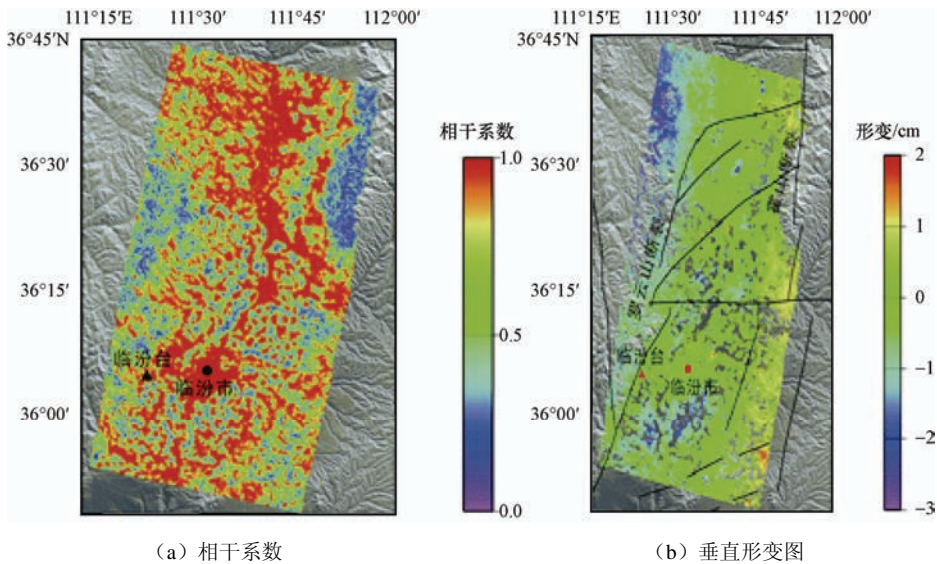 111°15′E 111°30′ 111°45′ 112°00′
36°45′N
36°30′
36°15′
36°00′
临汾台
临汾市
相干系数
1.0
0.5
0.0
(a) 相干系数
111°15′E 111°30′ 111°45′ 112°00′
36°45′N
36°30′
36°15′
36°00′
罗云山断裂
霍山断裂
临汾台
临汾市
形变/cm
2
1
0
−1
−2
−3
(b) 垂直形变图